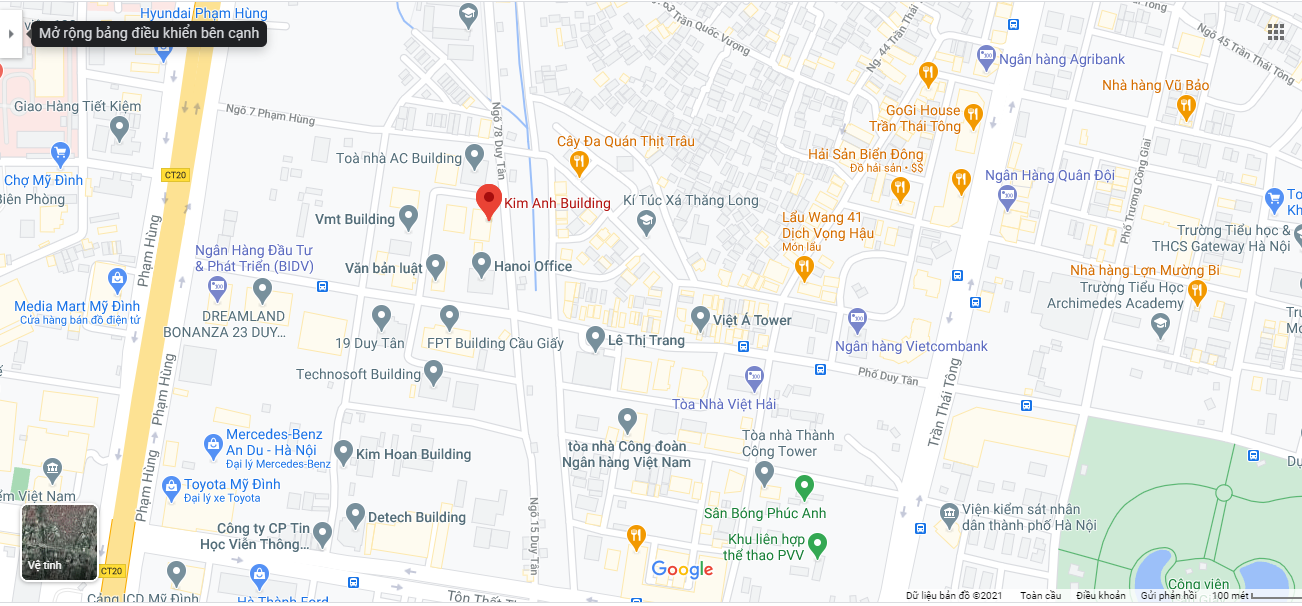 Hyundai Phạm Hùng
Mở rộng bảng điều khiển bên cạnh
Giao Hàng Tiết Kiệm
Ngõ 7 Phạm Hùng
Ngõ 78 Duy Tân
Trần Quốc Vượng
Ng. 44 Trần Thái
Ngõ 45 Trần Thái Tông
Ngân hàng Agribank
Nhà hàng Vũ Bảo
GoGi House
Trần Thái Tông
Cây Đa Quán Thịt Trâu
Toà nhà AC Building
Hải Sản Biển Đông
Đồ hải sản • $$
Chợ Mỹ Đình
Biên Phòng
CT20
Ngân Hàng Quân Đội
Phố Trương Công Giai
Kim Anh Building
Kí Túc Xá Thăng Long
Vmt Building
Lẩu Wang 41
Dịch Vọng Hậu
Món lẩu
Trường Tiểu học &
THCS Gateway Hà Nội
Phạm Hùng
Ngân Hàng Đầu Tư
& Phát Triển (BIDV)
Văn bản luật
Hanoi Office
Nhà hàng Lợn Mường Bi
Trường Tiểu Học
Archimedes Academy
Media Mart Mỹ Đình
Cửa hàng bán đồ điện tử
DREAMLAND
BONANZA 23 DUY...
19 Duy Tân
FPT Building Cầu Giấy
Lê Thị Trang
Việt Á Tower
Ngân hàng Vietcombank
Technosoft Building
Phạm Hùng
Phố Duy Tân
Trần Thái Tông
Tòa Nhà Việt Hải
Mercedes-Benz
An Du - Hà Nội
Đại lý Mercedes-Benz
Kim Hoan Building
tòa nhà Công đoàn
Ngân hàng Việt Nam
Tòa nhà Thành
Công Tower
Phạm Hùng
Toyota Mỹ Đình
Đại lý xe Toyota
Việt Nam
Detech Building
Ngõ 15 Duy Tân
Sân Bóng Phúc Anh
Viện kiểm sát nhân
dân thành phố Hà Nội
Công ty CP Tin
Học Viễn Thông...
Khu liên hợp
thể thao PVV
Vệ tinh
CT20
Google
Công viên
Cảng ICD Mỹ Đình
Hà Thành Ford
Tôn Thất
Dữ liệu bản đồ ©2021
Toàn cầu
Điều khoản
Gửi phản hồi
100 mét